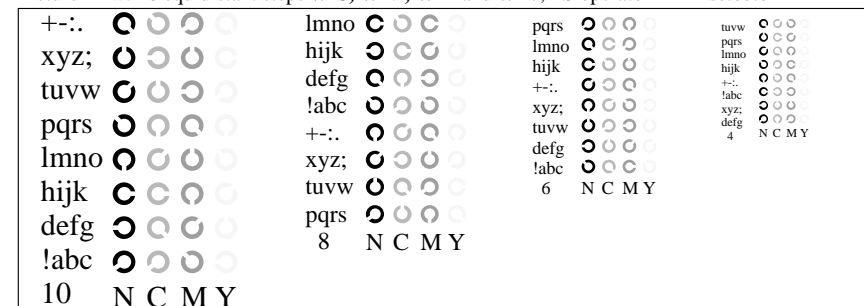 +-:.
xyz;
tuvw
pqrs
lmno
hijk
defg
!abc
10 N C M Y
lmno
hijk
defg
!abc
+-:.
xyz;
tuvw
pqrs
8 N C M Y
pqrs
lmno
hijk
+-:.
xyz;
tuvw
defg
!abc
6 N C M Y
tuvw
pqrs
lmno
hijk
+-:.
!abc
xyz;
defg
4 N C M Y